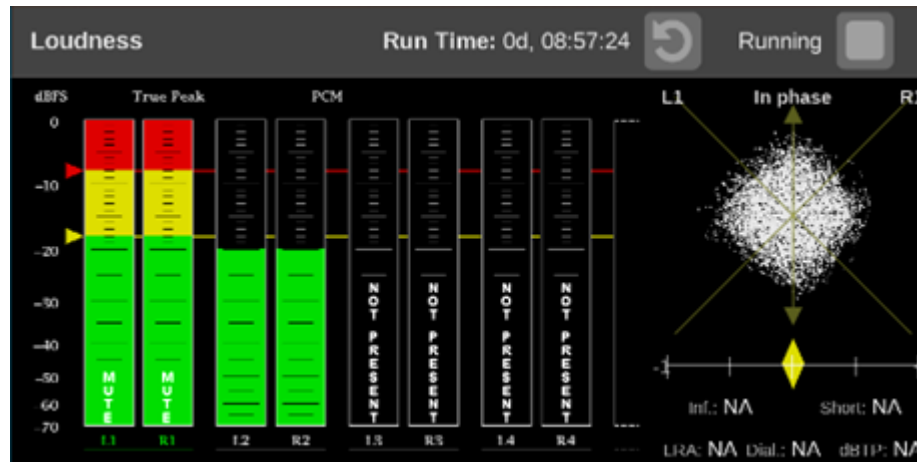 Loudness Run Time: 0d, 08:57:24 Running
dBFS True Peak PCM
0
-10
-20
-30
-40
-50
-60
-70
MUTE MUTE NOT PRESENT NOT PRESENT NOT PRESENT NOT PRESENT
L1 R1 L2 R2 L3 R3 L4 R4
L1 In phase
-1
Inf.: NA Short: NA
LRA: NA Dial.: NA dBTP: NA